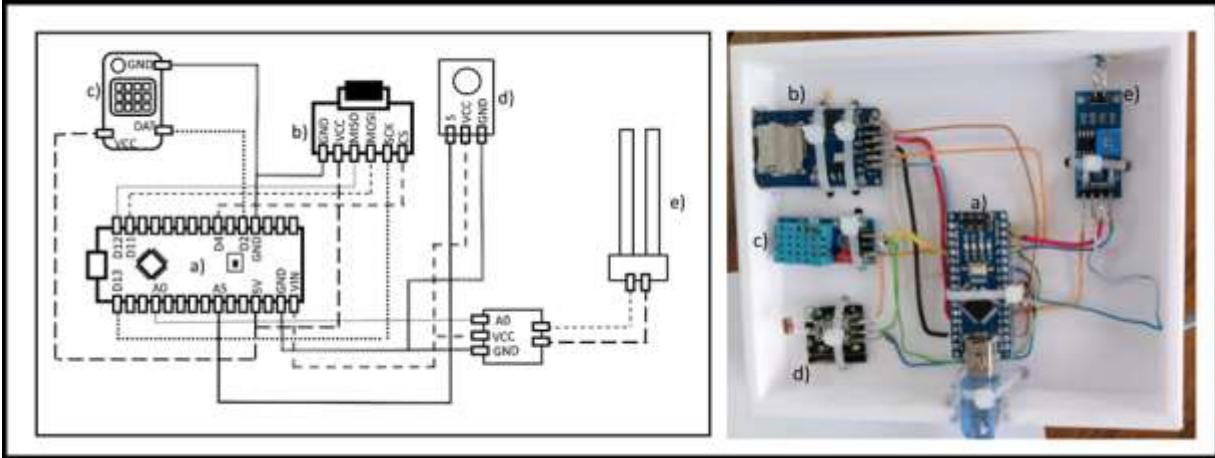 c)
GND
DAT
VCC
b)
GND
VCC
MISO
MOSI
SCK
CS
d)
S
VCC
GND
e)
D12
D11
D4
D2
GND
a)
D13
A0
A5
5V
GND
VIN
A0
VCC
GND
b)
e)
a)
c)
d)